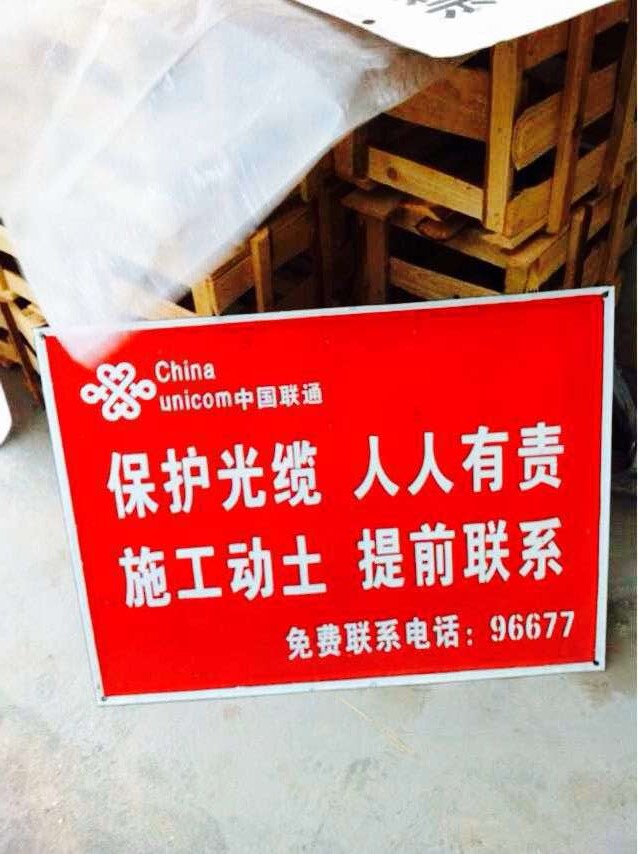 China
unicom中国联通
保护光缆 人人有责
施工动土 提前联系
免费联系电话：96677